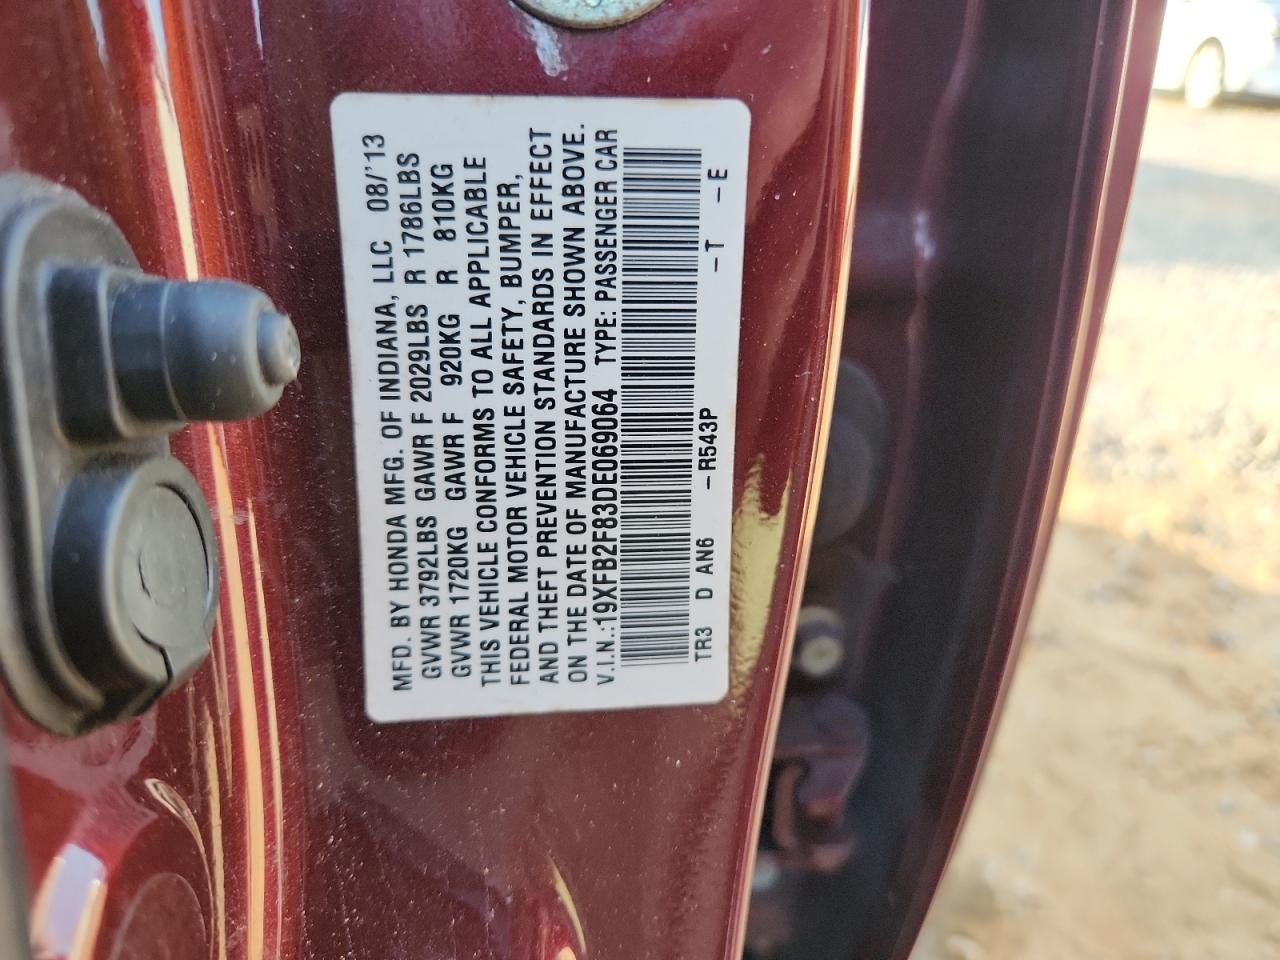 MFD. BY HONDA MFG. OF INDIANA, LLC 08/'13
GVWR 3792LBS GAWR F 2029LBS R 1786LBS
GVWR 1720KG GAWR F 920KG R 810KG
THIS VEHICLE CONFORMS TO ALL APPLICABLE
FEDERAL MOTOR VEHICLE SAFETY, BUMPER,
AND THEFT PREVENTION STANDARDS IN EFFECT
ON THE DATE OF MANUFACTURE SHOWN ABOVE.
V.I.N.:19XFB2F83DE069064 TYPE: PASSENGER CAR
TR3 D AN6 –R543P –T –E